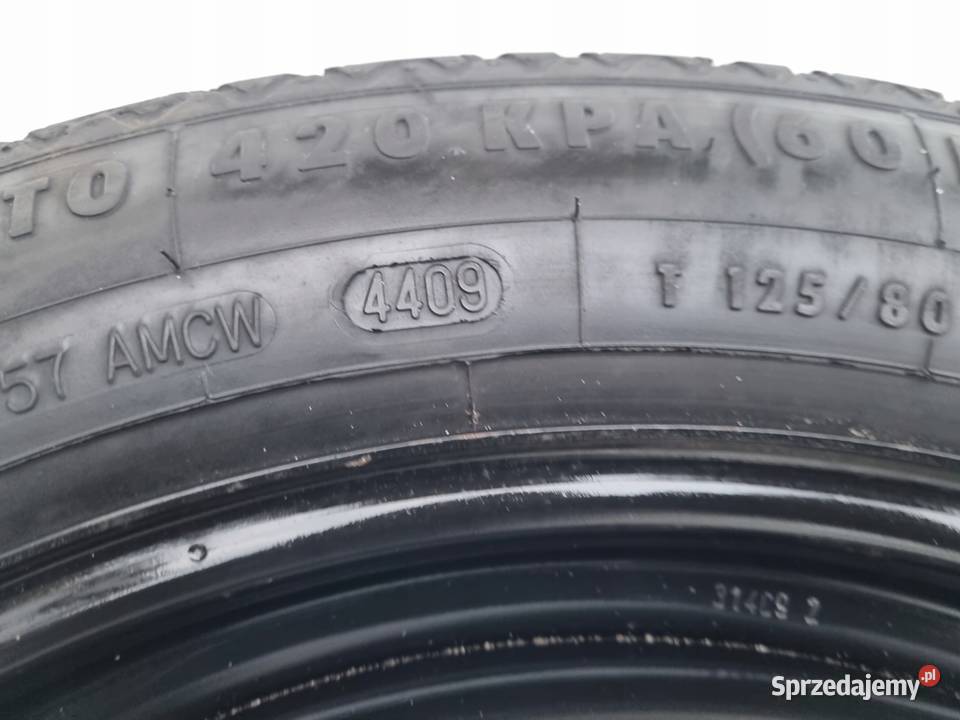 TO 420 KPA (60
57 AMCW 4409 T 125/80
Sprzedajemy.pl